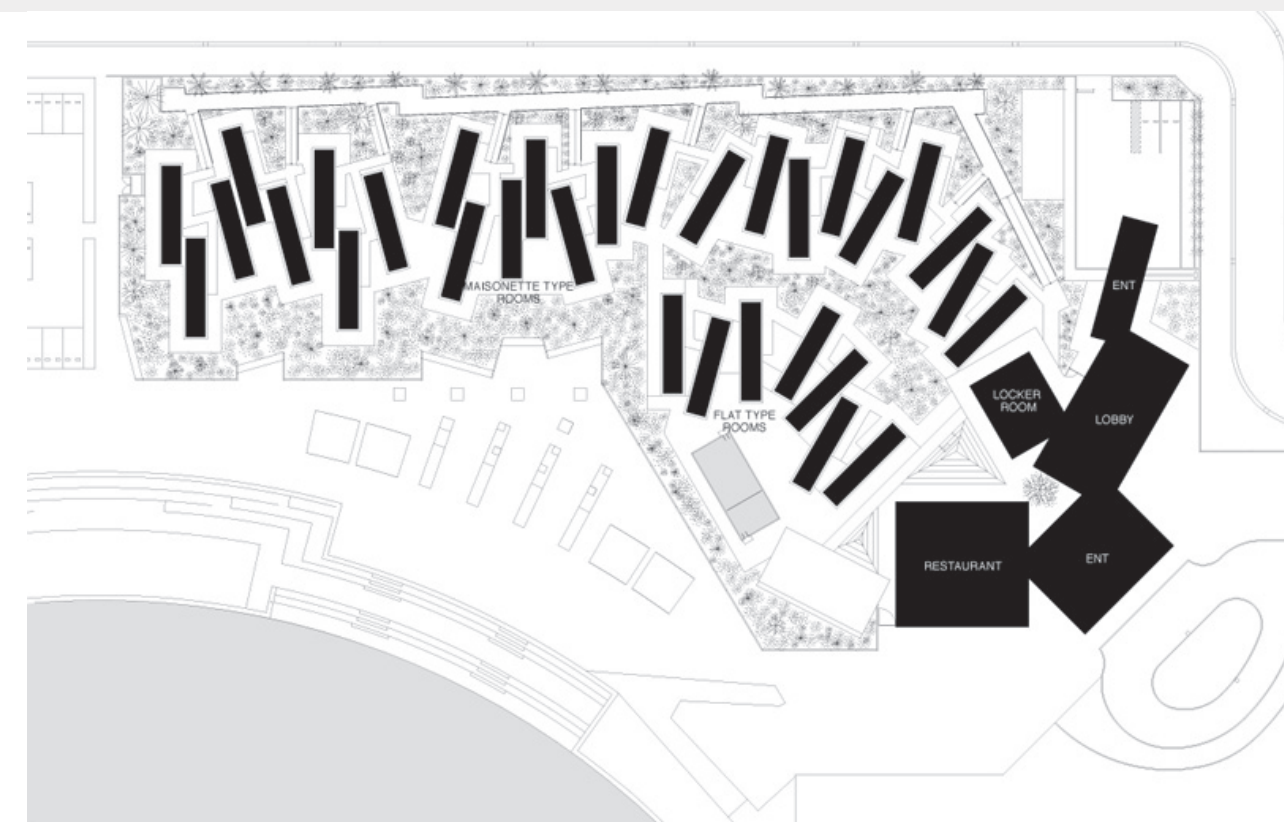 ENT
MAISONETTE TYPE
ROOMS
LOCKER
ROOM
LOBBY
FLAT TYPE
ROOMS
RESTAURANT
ENT